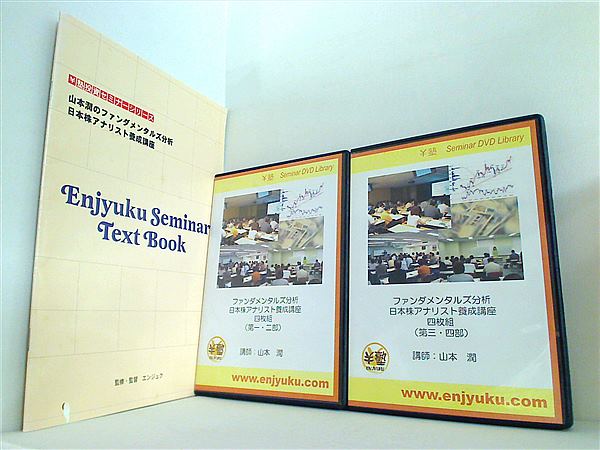 ¥塾投資セミナーシリーズ
山本潤のファンダメンタルズ分析
日本株アナリスト養成講座
Enjyuku Seminar
Text Book
監修・監督 エンジュク
¥塾 Seminar DVD Library
ファンダメンタルズ分析
日本株アナリスト養成講座
四枚組
(第一・二部)
講師：山本 潤
www.enjyuku.com
¥塾 Seminar DVD Library
ファンダメンタルズ分析
日本株アナリスト養成講座
四枚組
(第三・四部)
講師：山本 潤
www.enjyuku.com